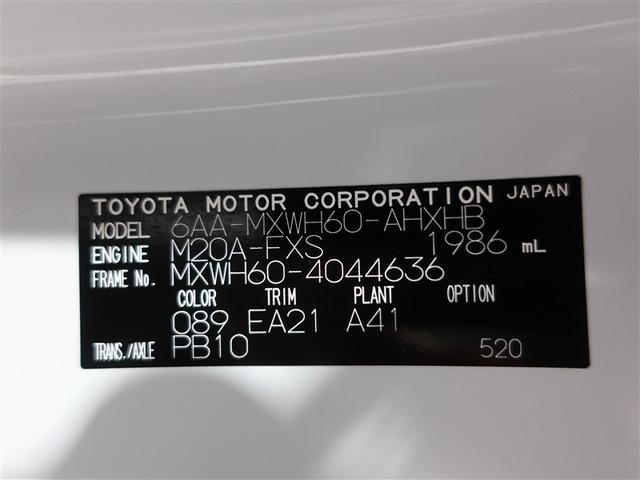 TOYOTA MOTOR CORPORATION JAPAN
MODEL 6AA-MXWH60-AHXHB
ENGINE M20A-FXS 1986 mL
FRAME No. MXWH60-4044636
COLOR TRIM PLANT OPTION
089 EA21 A41
TRANS./AXLE PB10 520